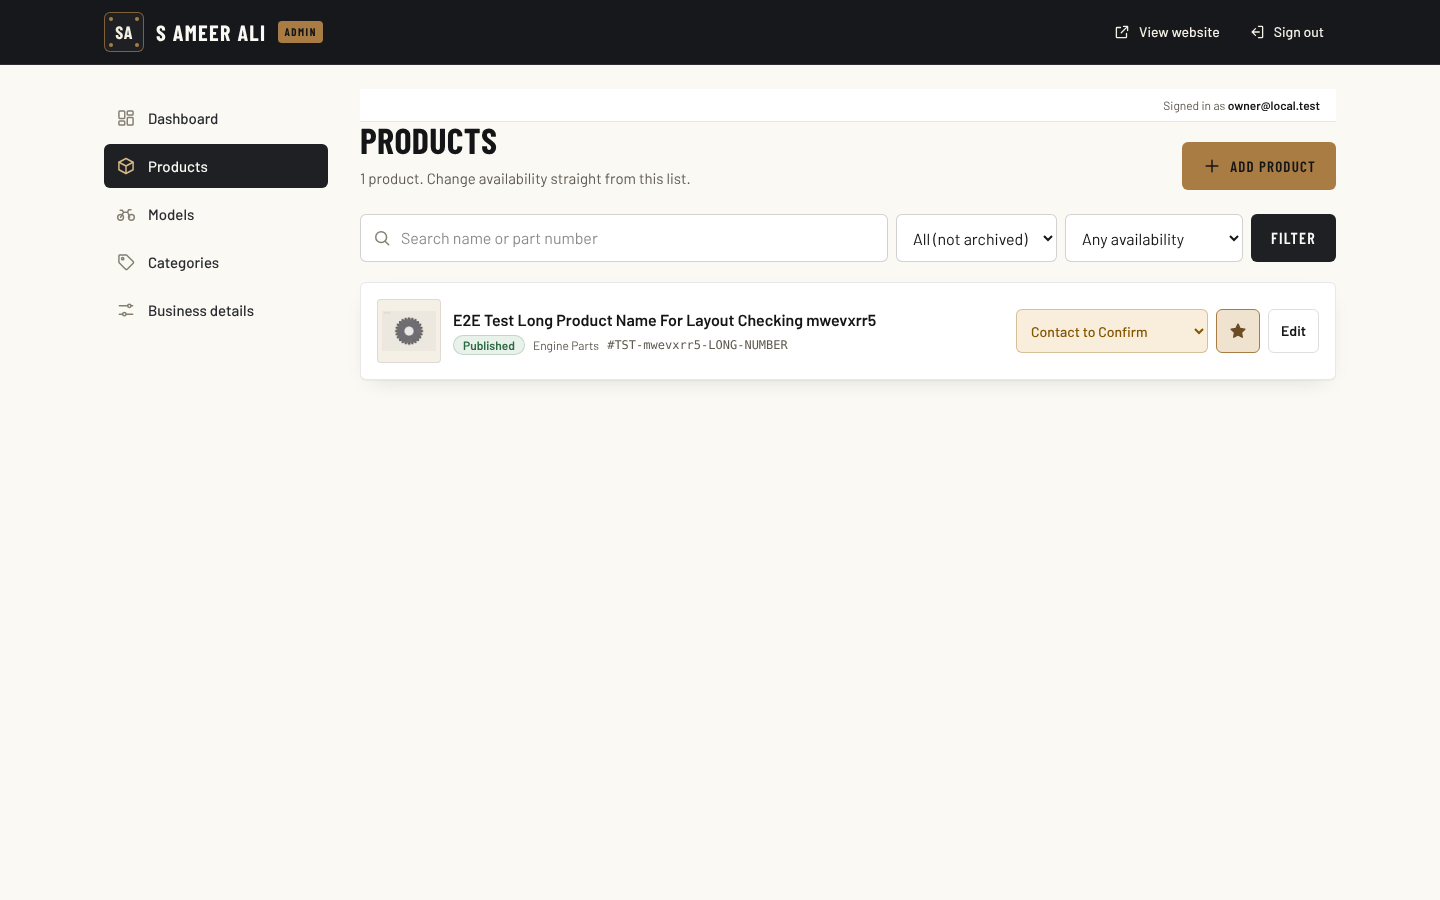 SA S AMEER ALI ADMIN View website Sign out
Signed in as owner@local.test
Dashboard
Products
Models
Categories
Business details
PRODUCTS
1 product. Change availability straight from this list.
ADD PRODUCT
Search name or part number All (not archived) Any availability FILTER
E2E Test Long Product Name For Layout Checking mwevxrr5
Published Engine Parts #TST-mwevxrr5-LONG-NUMBER
Contact to Confirm Edit